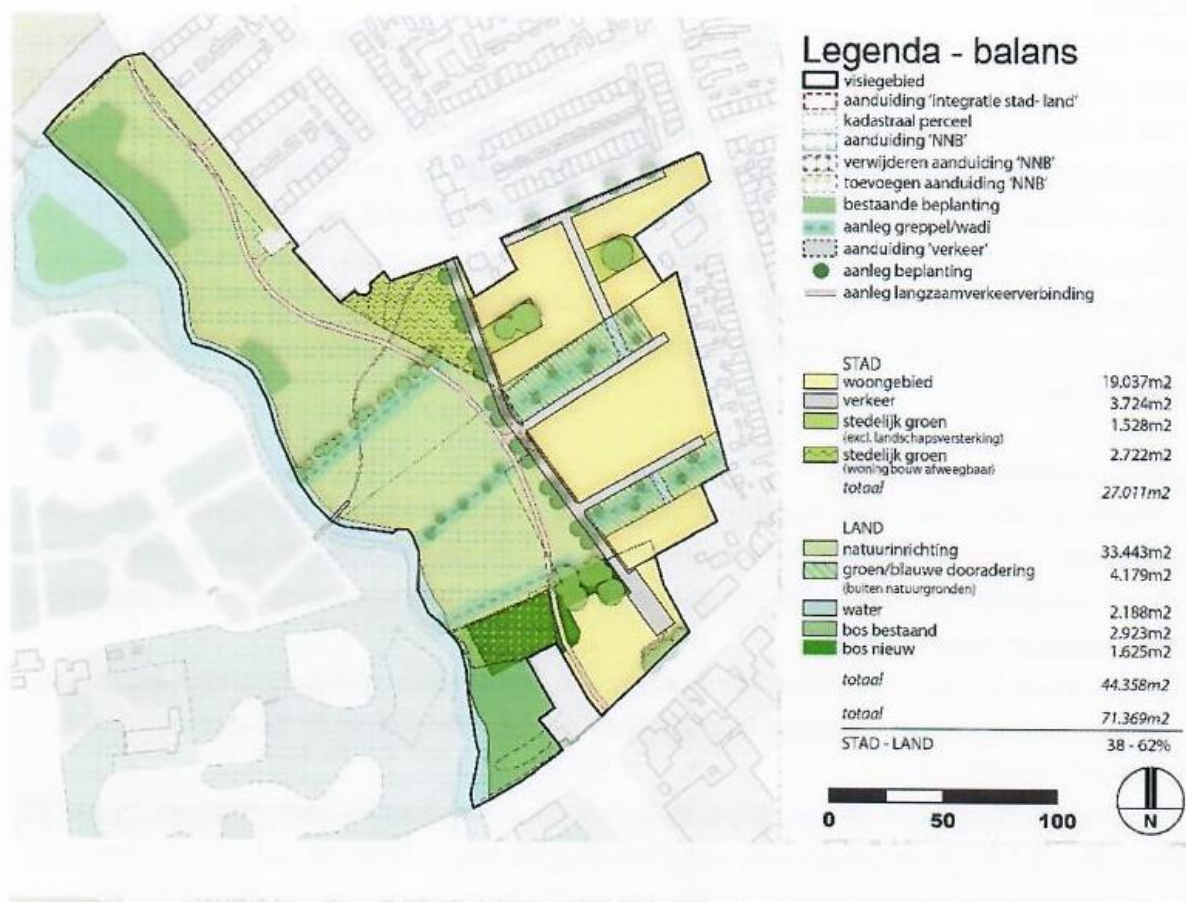 Legenda - balans
visiegebied
aanduiding 'integratie stad- land'
kadastraal perceel
aanduiding 'NNB'
verwijderen aanduiding 'NNB'
toevoegen aanduiding 'NNB'
bestaande beplanting
aanleg greppel/wadi
aanduiding 'verkeer'
aanleg beplanting
aanleg langzaamverkeerverbinding
STAD
woongebied 19.037m2
verkeer 3.724m2
stedelijk groen 1.528m2
(excl. landschapsversterking)
stedelijk groen 2.722m2
(woningbouw afweegbaar)
totaal 27.011m2
LAND
natuurinrichting 33.443m2
groen/blauwe dooradering 4.179m2
(buiten natuurgronden)
water 2.188m2
bos bestaand 2.923m2
bos nieuw 1.625m2
totaal 44.358m2
totaal 71.369m2
STAD - LAND 38 - 62%
0 50 100
N